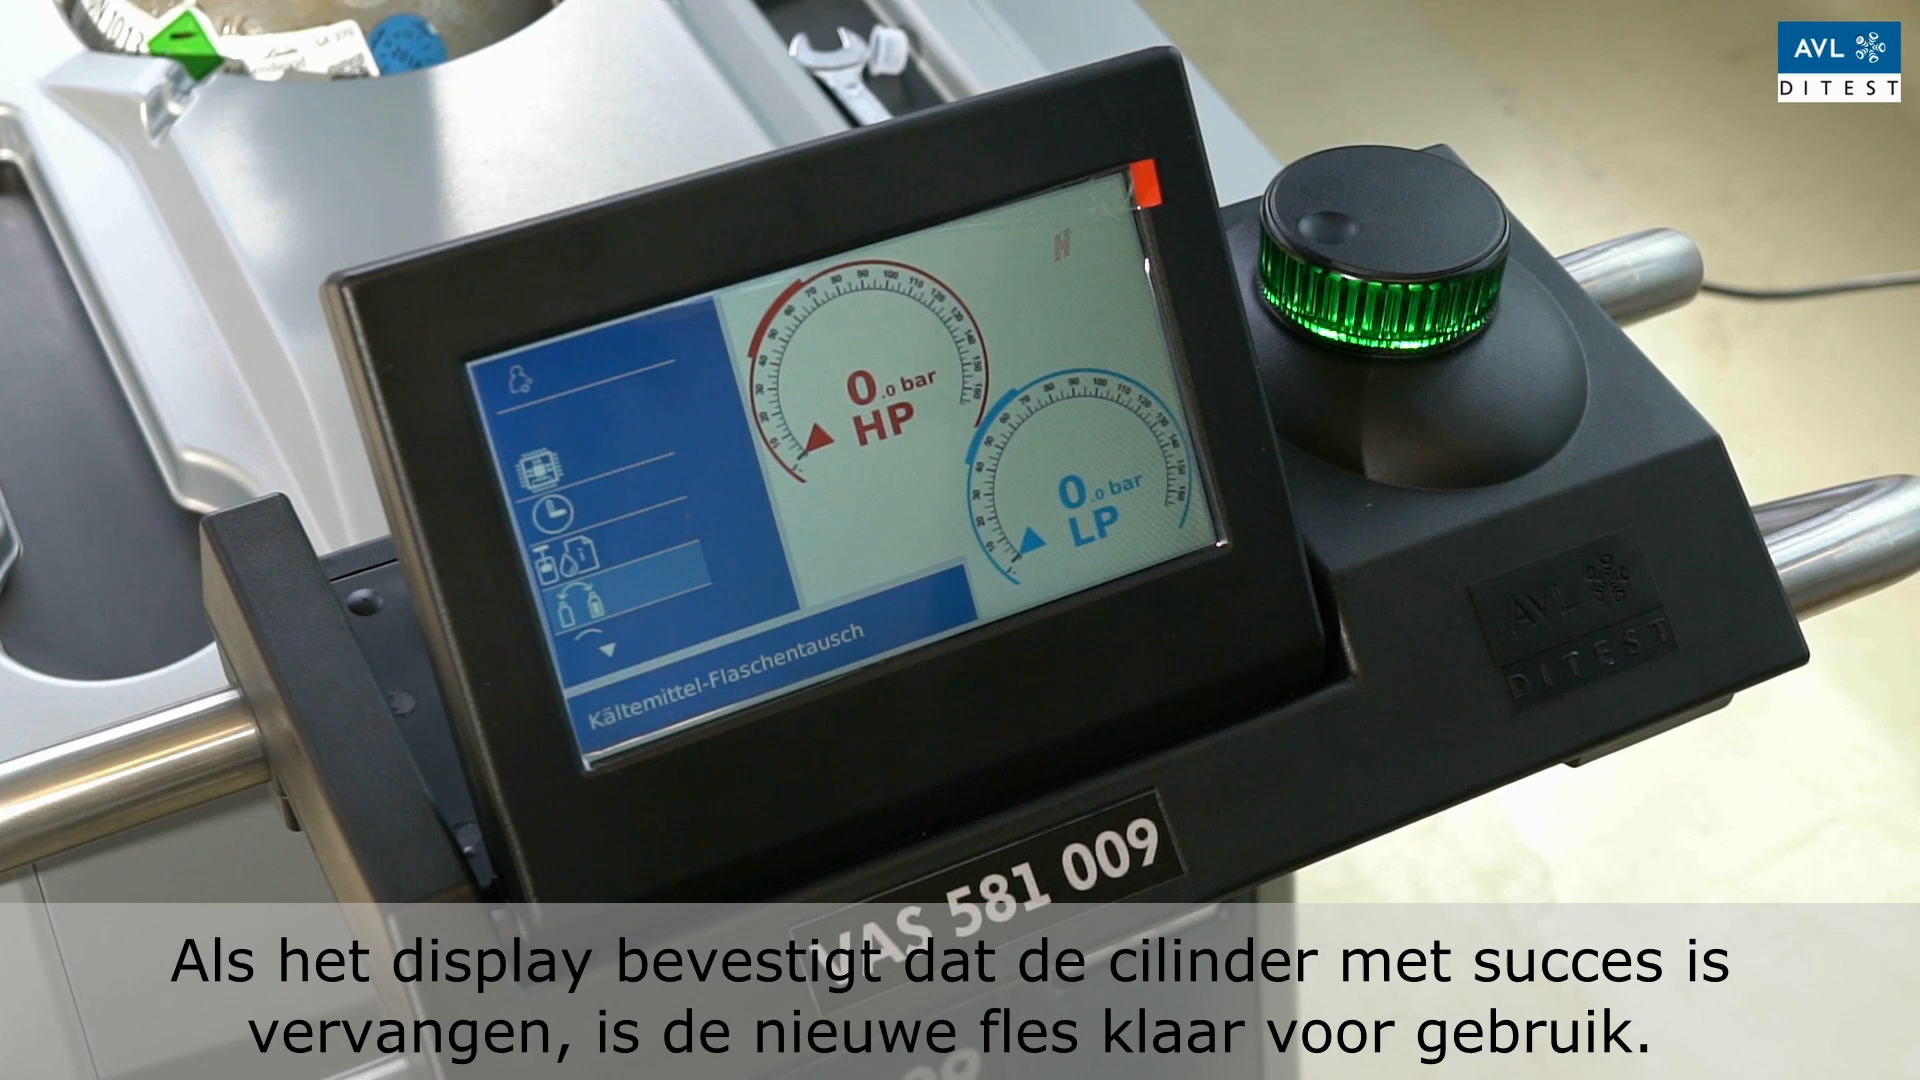 AVL
DITEST
0.0 bar
HP
0.0 bar
LP
Kältemittel-Flaschentausch
AVL
DITEST
VAS 581 009
Als het display bevestigt dat de cilinder met succes is
vervangen, is de nieuwe fles klaar voor gebruik.